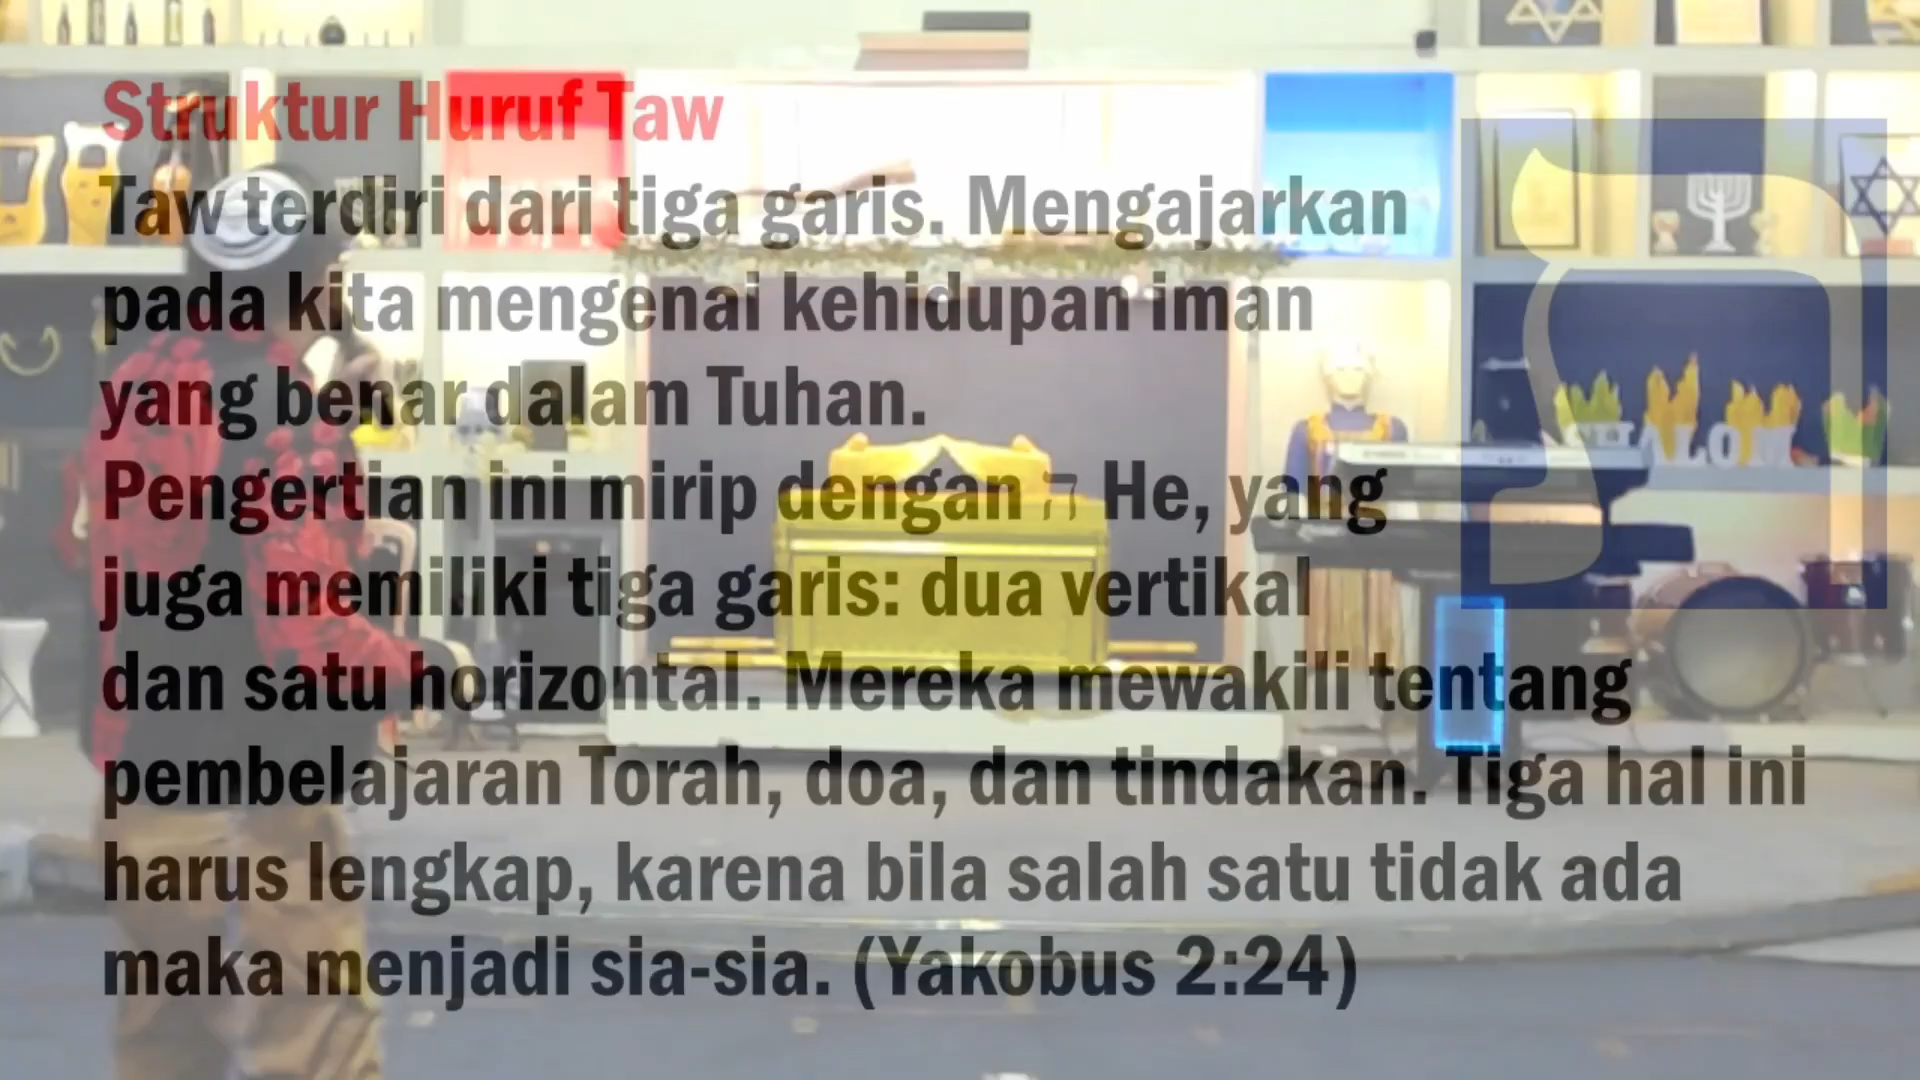 Struktur Huruf Taw
Taw terdiri dari tiga garis. Mengajarkan
pada kita mengenai kehidupan iman
yang benar dalam Tuhan.
Pengertian ini mirip dengan ה He, yang
juga memiliki tiga garis: dua vertikal
dan satu horizontal. Mereka mewakili tentang
pembelajaran Torah, doa, dan tindakan. Tiga hal ini
harus lengkap, karena bila salah satu tidak ada
maka menjadi sia-sia. (Yakobus 2:24)
ת
SHALOM